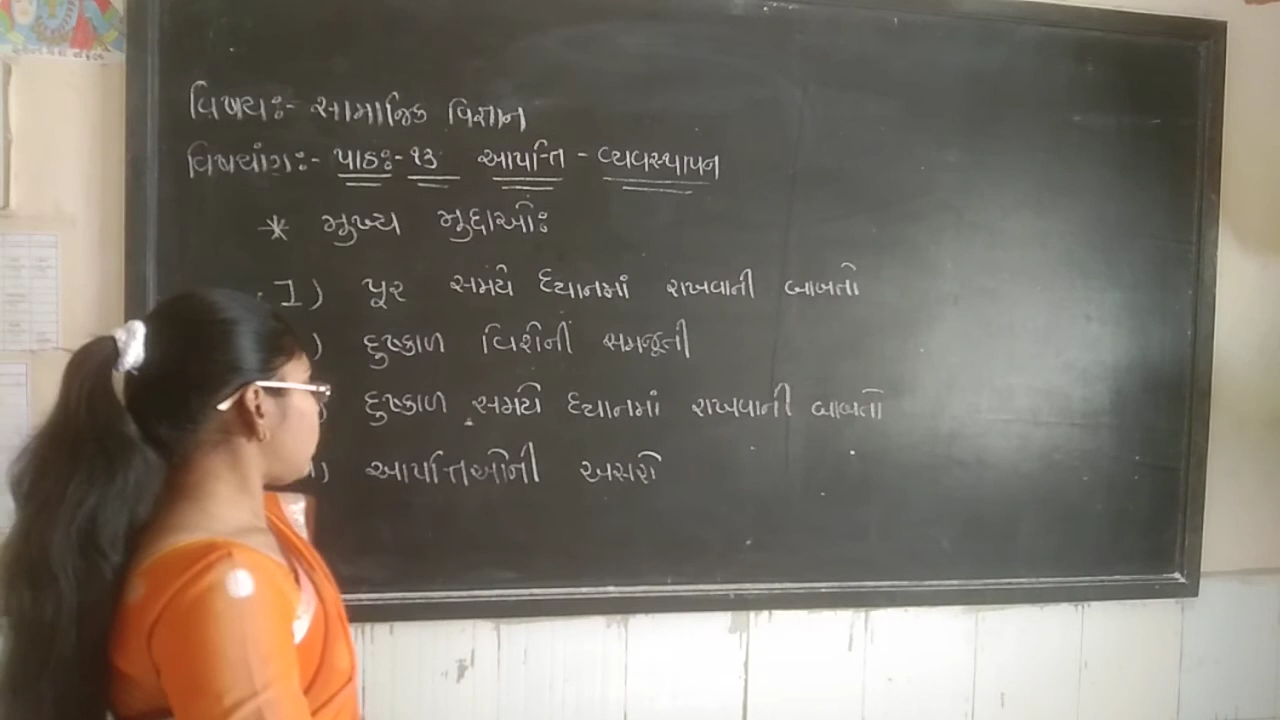 વિષય:- સામાજિક વિજ્ઞાન
વિષયાંગ:- પાઠ:-૧૩ આપત્તિ - વ્યવસ્થાપન
* મુખ્ય મુદ્દાઓ:
1) પૂર સમયે ધ્યાનમાં રાખવાની બાબતો
) દુષ્કાળ વિશેની સમજૂતી
) દુષ્કાળ સમયે ધ્યાનમાં રાખવાની બાબતો
) આપત્તિઓની અસરો